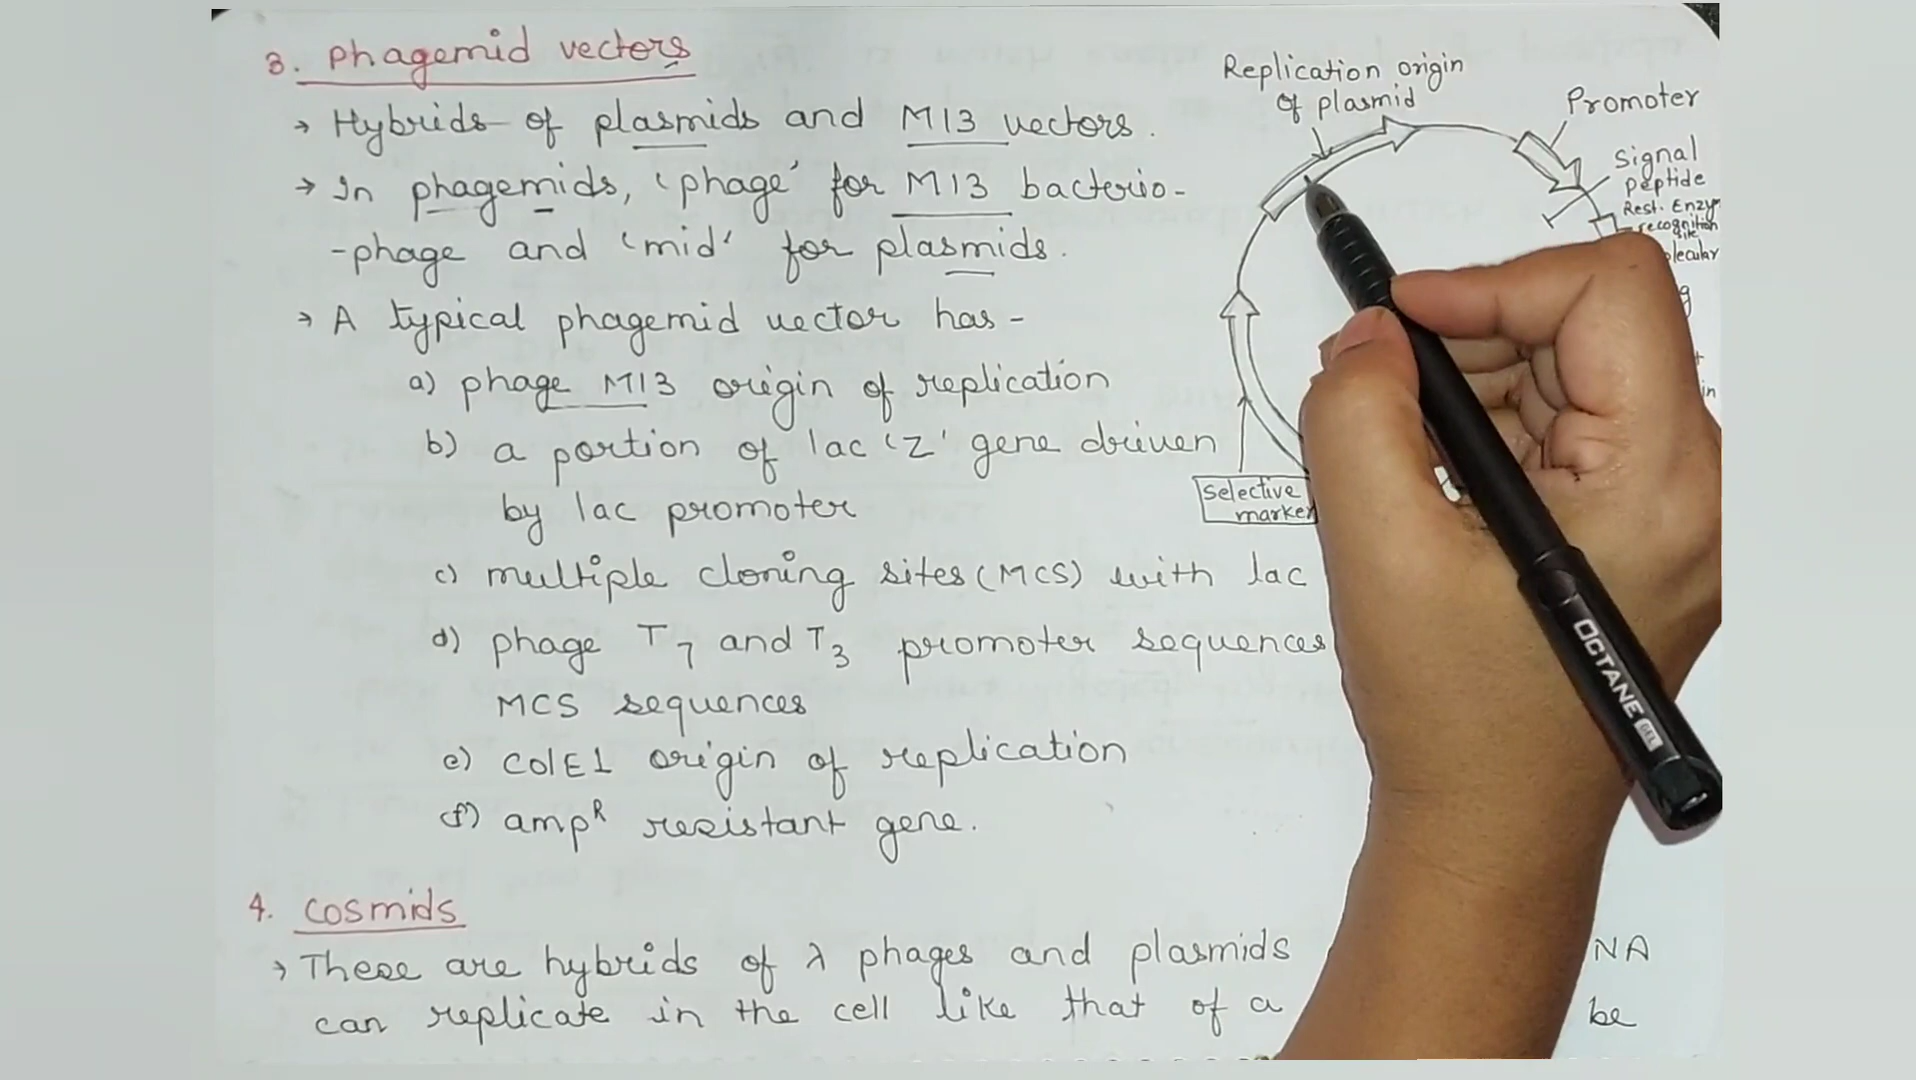 3. Phagemid vectors
→ Hybrids of plasmids and M13 vectors.
→ In phagemids, 'phage' for M13 bacterio-
-phage and 'mid' for plasmids.
→ A typical phagemid vector has -
a) phage M13 origin of replication
b) a portion of lac 'Z' gene driven
by lac promoter
c) multiple cloning sites (MCS) with lac
d) phage T7 and T3 promoter sequences
MCS sequences
e) ColE1 origin of replication
f) ampR resistant gene.
4. Cosmids
→ These are hybrids of λ phages and plasmids NA
can replicate in the cell like that of a be
Replication origin
of plasmid
Promoter
Signal
peptide
Rest. Enzy
recognition
site
lecular
g
in
Selective
marker
OCTANE GEL